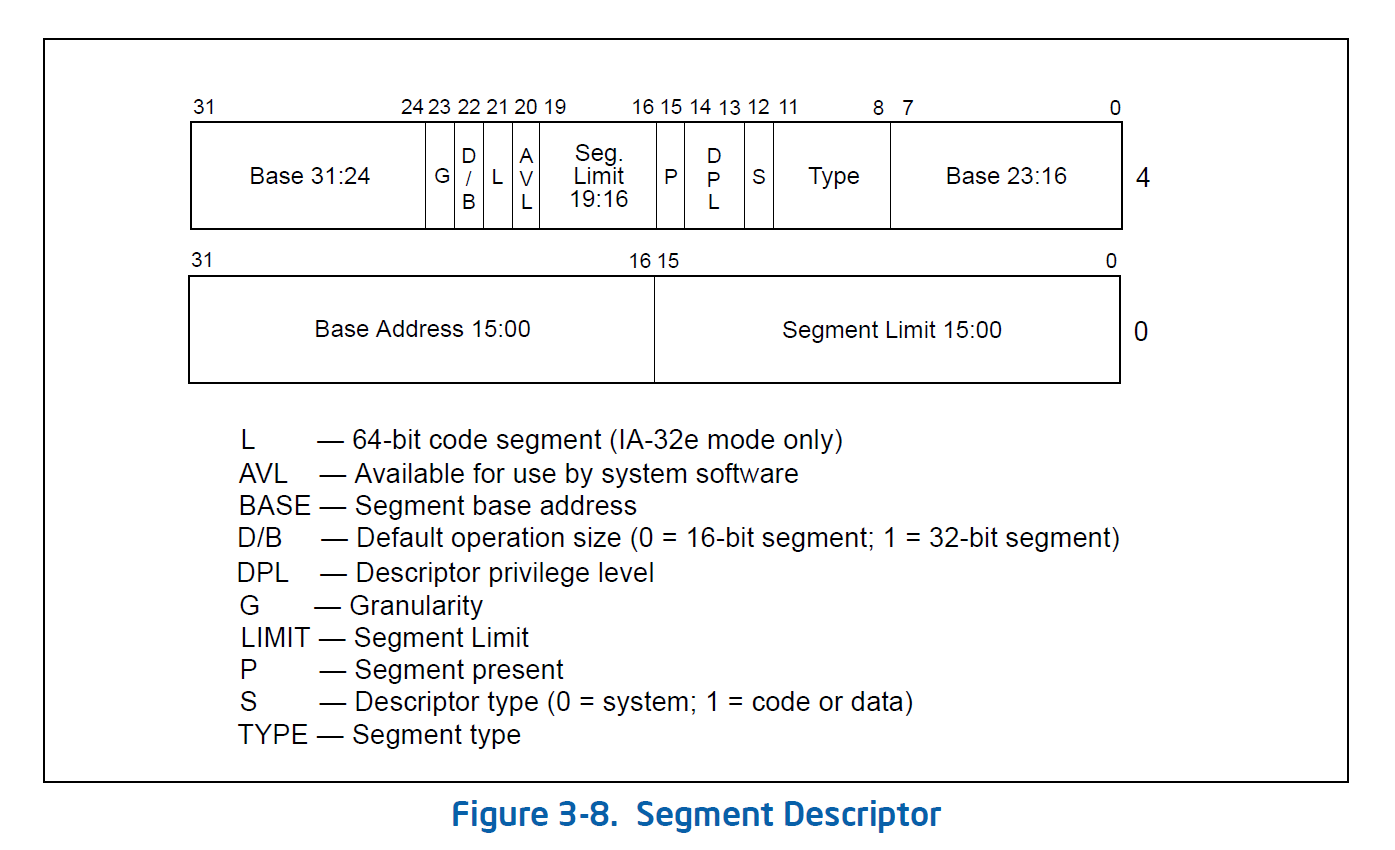 31 24 23 22 21 20 19 16 15 14 13 12 11 8 7 0
Base 31:24 G D/B L AVL Seg. Limit 19:16 P DPL S Type Base 23:16 4
31 16 15 0
Base Address 15:00 Segment Limit 15:00 0
L — 64-bit code segment (IA-32e mode only)
AVL — Available for use by system software
BASE — Segment base address
D/B — Default operation size (0 = 16-bit segment; 1 = 32-bit segment)
DPL — Descriptor privilege level
G — Granularity
LIMIT — Segment Limit
P — Segment present
S — Descriptor type (0 = system; 1 = code or data)
TYPE — Segment type
Figure 3-8. Segment Descriptor